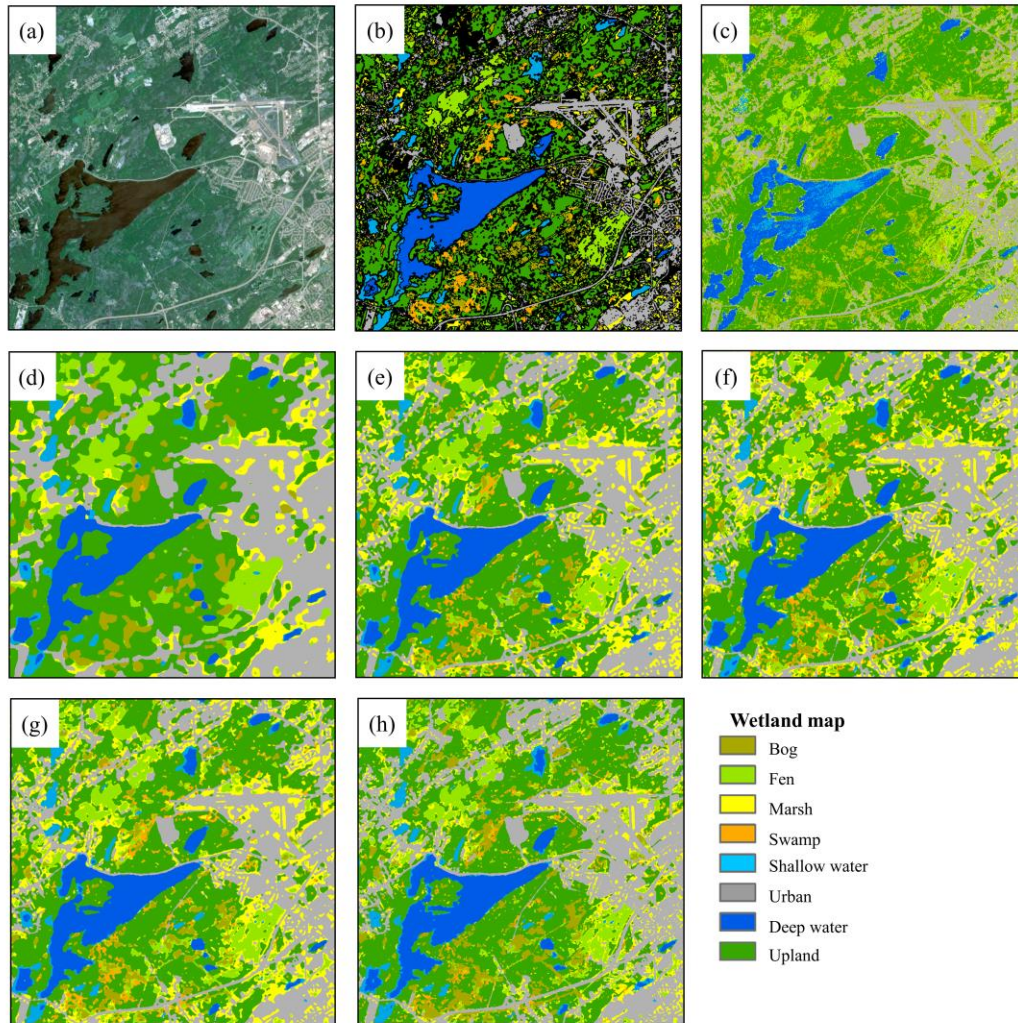 (a)
(b)
(c)
(d)
(e)
(f)
(g)
(h)
Wetland map
Bog
Fen
Marsh
Swamp
Shallow water
Urban
Deep water
Upland